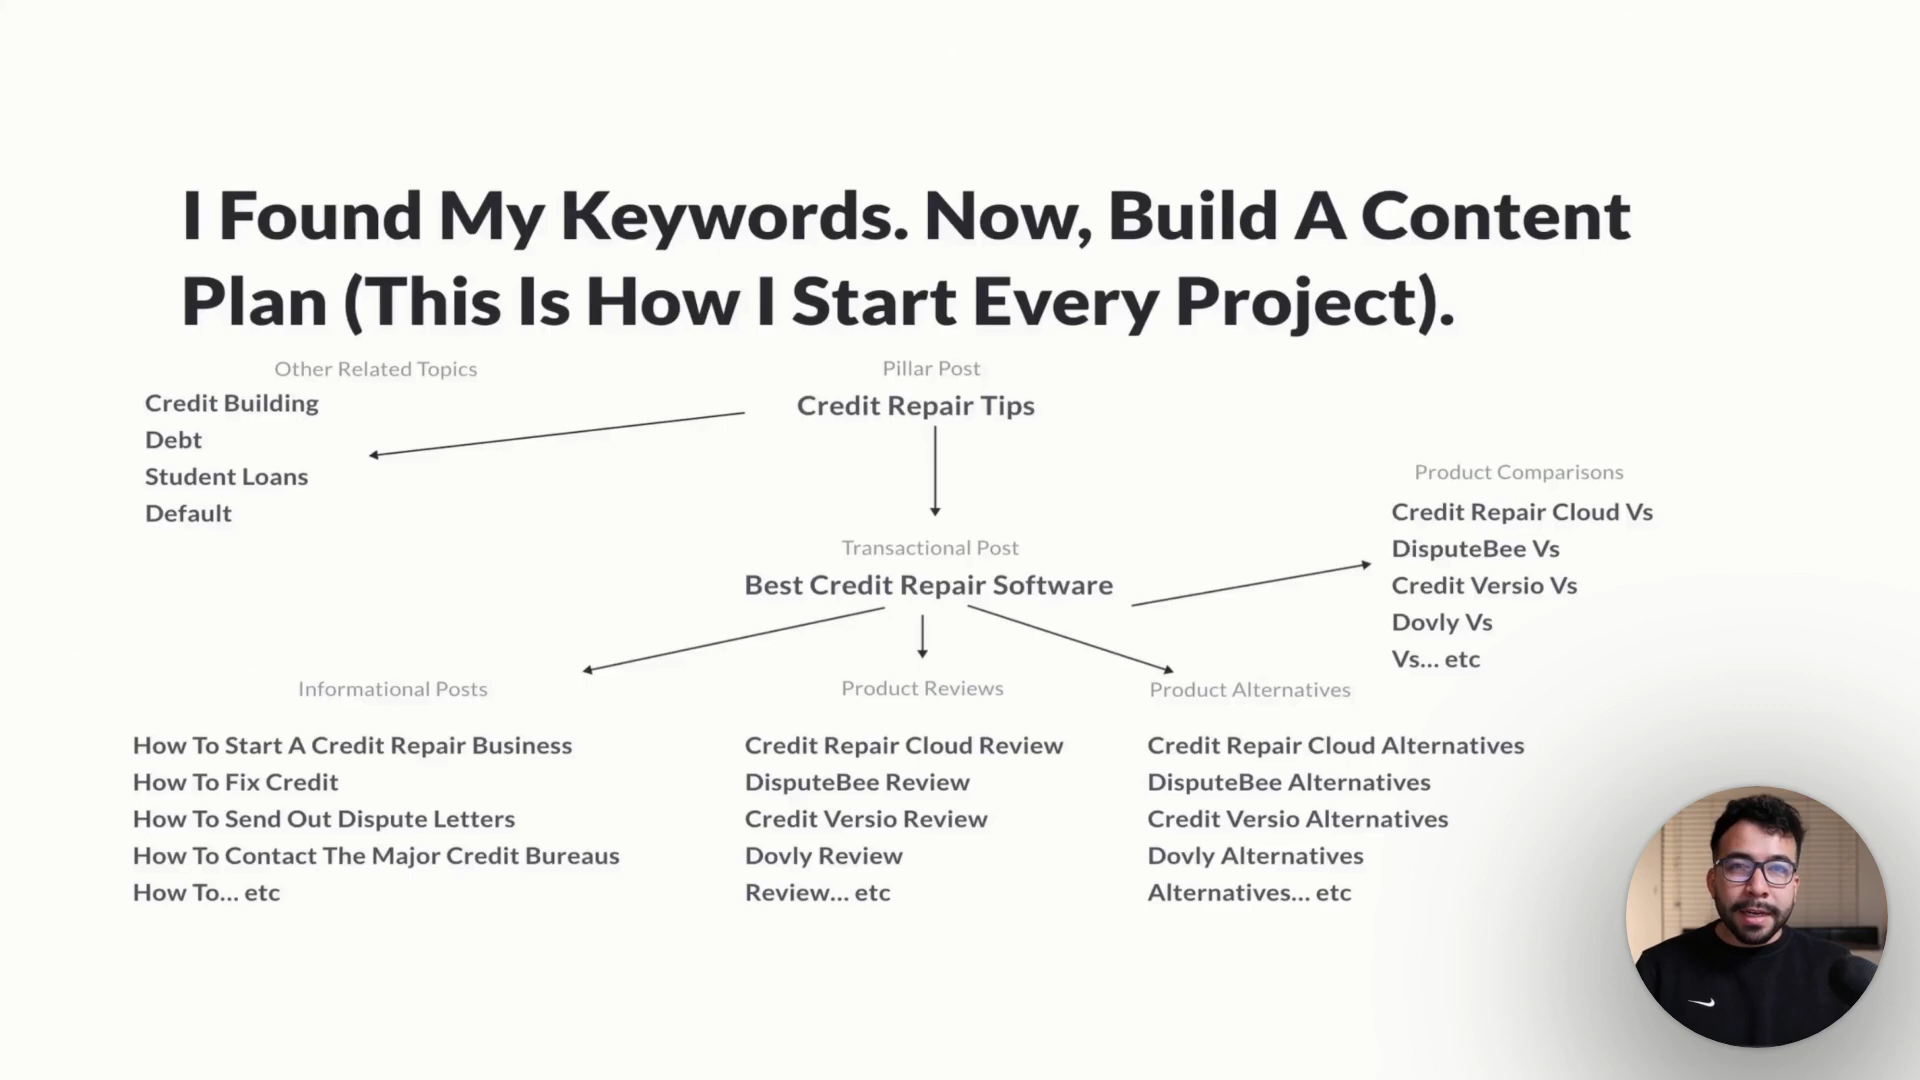 I Found My Keywords. Now, Build A Content
Plan (This Is How I Start Every Project).
Other Related Topics
Credit Building
Debt
Student Loans
Default
Pillar Post
Credit Repair Tips
Transactional Post
Best Credit Repair Software
Product Comparisons
Credit Repair Cloud Vs
DisputeBee Vs
Credit Versio Vs
Dovly Vs
Vs... etc
Informational Posts
How To Start A Credit Repair Business
How To Fix Credit
How To Send Out Dispute Letters
How To Contact The Major Credit Bureaus
How To... etc
Product Reviews
Credit Repair Cloud Review
DisputeBee Review
Credit Versio Review
Dovly Review
Review... etc
Product Alternatives
Credit Repair Cloud Alternatives
DisputeBee Alternatives
Credit Versio Alternatives
Dovly Alternatives
Alternatives... etc